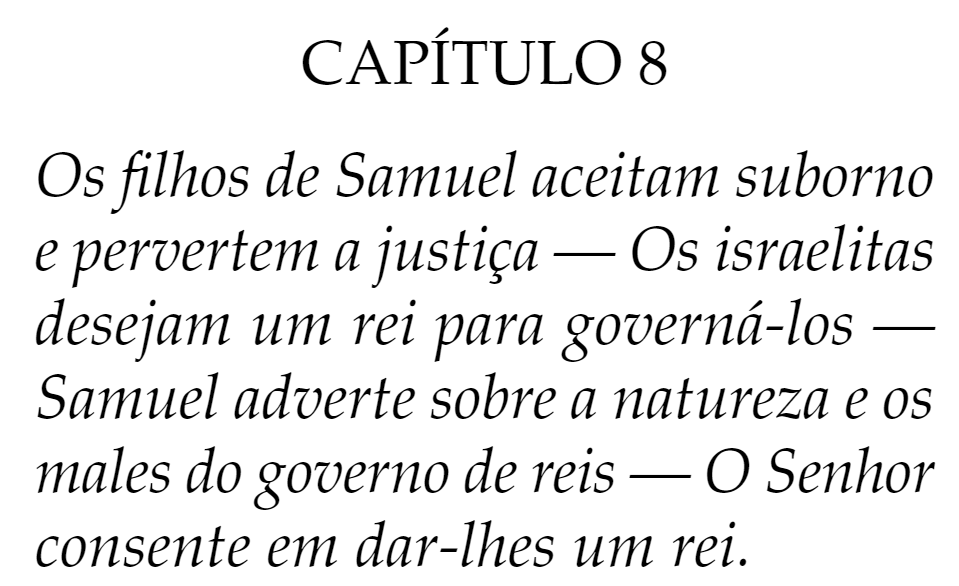 CAPÍTULO 8
Os filhos de Samuel aceitam suborno
e pervertem a justiça — Os israelitas
desejam um rei para governá-los —
Samuel adverte sobre a natureza e os
males do governo de reis — O Senhor
consente em dar-lhes um rei.